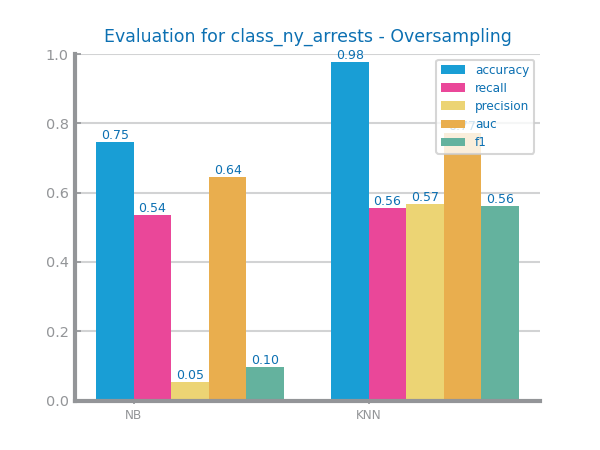 Evaluation for class_ny_arrests - Oversampling
1.0
0.8
0.6
0.4
0.2
0.0
0.75
0.54
0.05
0.64
0.10
0.98
0.56
0.57
0.56
accuracy
recall
precision
auc
f1
NB
KNN